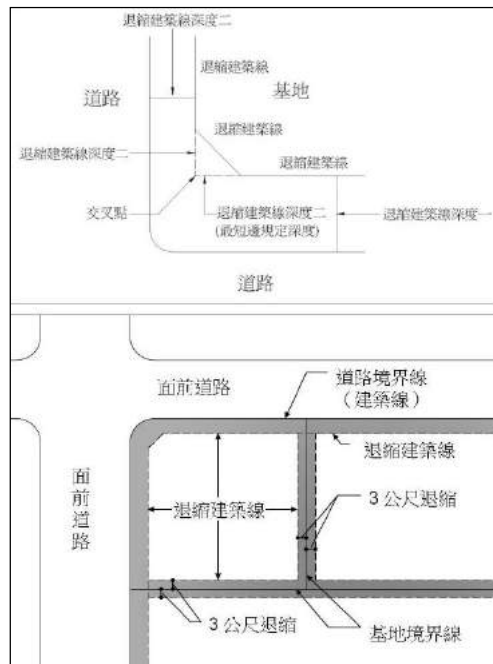 退縮建築線深度二
退縮建築線
道路
基地
退縮建築線
退縮建築線深度二
退縮建築線
交叉點
退縮建築線深度二
(最短邊規定深度)
退縮建築線深度
道路
面前道路
道路境界線
(建築線)
退縮建築線
面前道路
退縮建築線
3 公尺退縮
3 公尺退縮
基地境界線